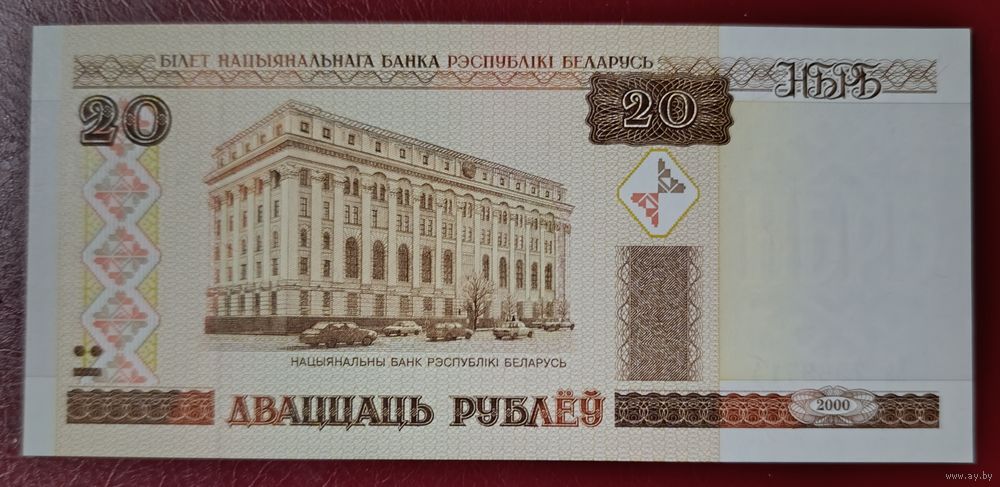 БІЛЕТ НАЦЫЯНАЛЬНАГА БАНКА РЭСПУБЛІКІ БЕЛАРУСЬ
НБРБ
20
20
НАЦЫЯНАЛЬНЫ БАНК РЭСПУБЛІКІ БЕЛАРУСЬ
ДВАЦЦАЦЬ РУБЛЁЎ
2000
www.ay.by